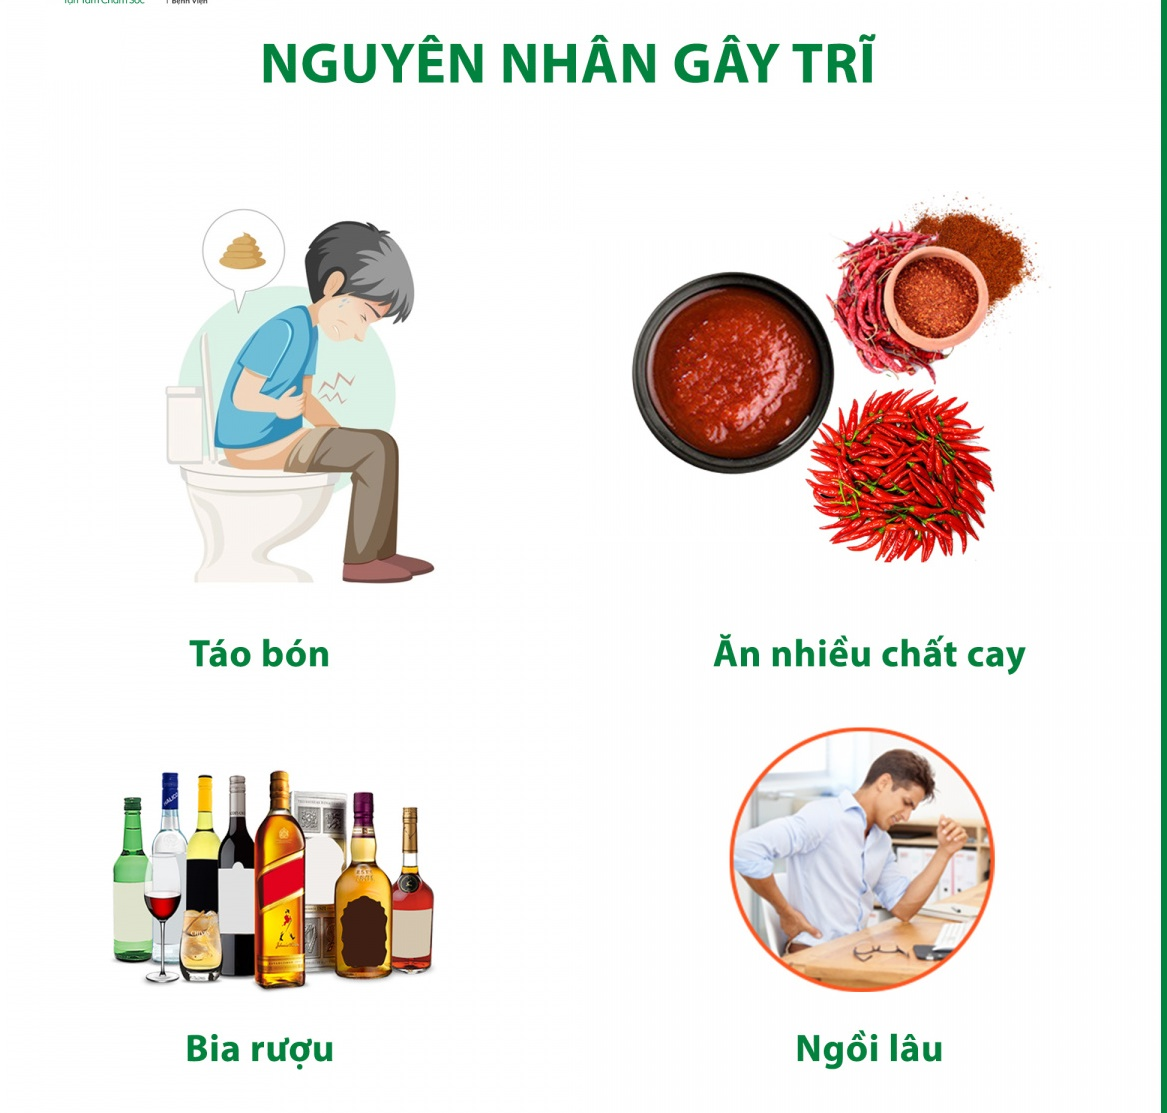 Tận Tâm Chăm Sóc
Bệnh Viện
NGUYÊN NHÂN GÂY TRĨ
Táo bón
Ăn nhiều chất cay
Bia rượu
Ngồi lâu